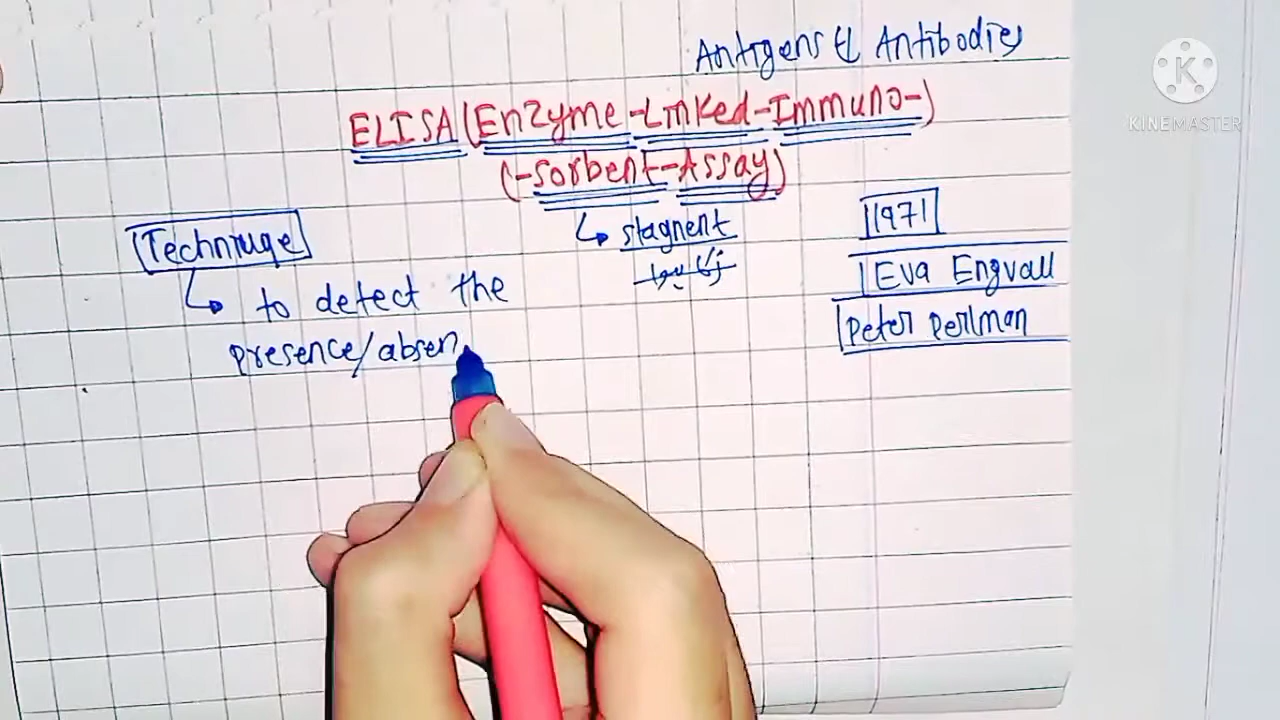 Antigens & Antibodies
KINEMASTER
ELISA (Enzyme-Linked-Immuno-)
(-Sorbent-Assay)
Techniuqe
↳ stagnent
1971
Eva Engvall
Peter Perlman
↳ to detect the
presence/absen